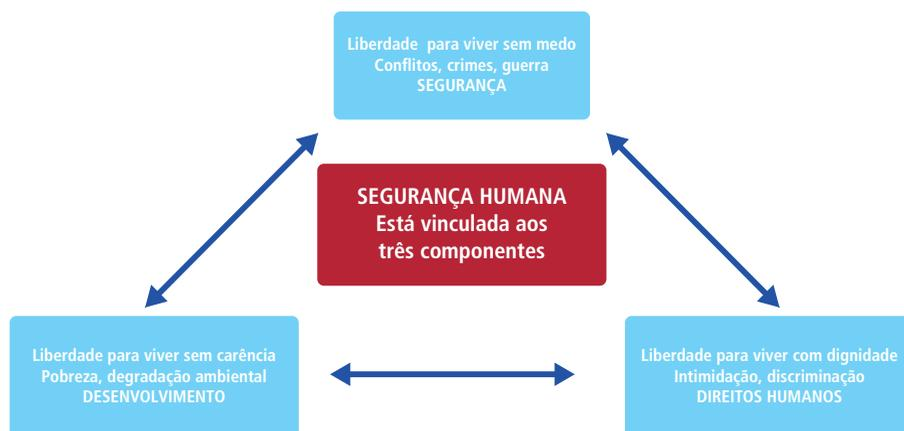 Liberdade para viver sem medo
Conflitos, crimes, guerra
SEGURANÇA
SEGURANÇA HUMANA
Está vinculada aos
três componentes
Liberdade para viver sem carência
Pobreza, degradação ambiental
DESENVOLVIMENTO
Liberdade para viver com dignidade
Intimidação, discriminação
DIREITOS HUMANOS